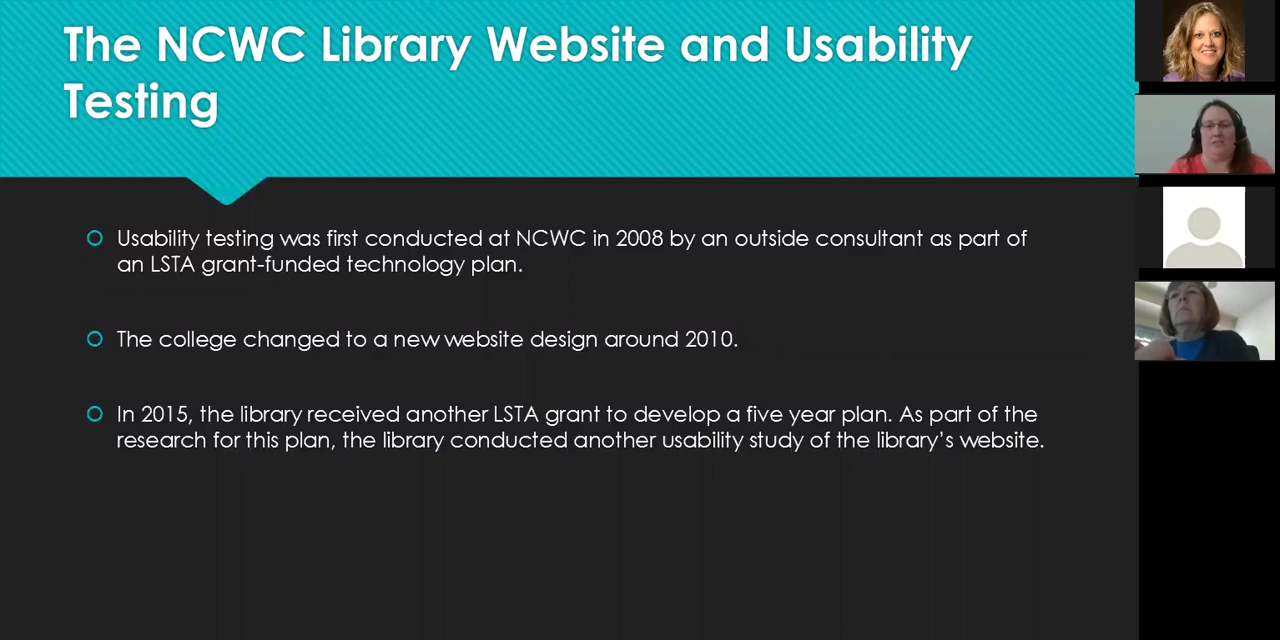 The NCWC Library Website and Usability
Testing
Usability testing was first conducted at NCWC in 2008 by an outside consultant as part of
an LSTA grant-funded technology plan.
The college changed to a new website design around 2010.
In 2015, the library received another LSTA grant to develop a five year plan. As part of the
research for this plan, the library conducted another usability study of the library's website.